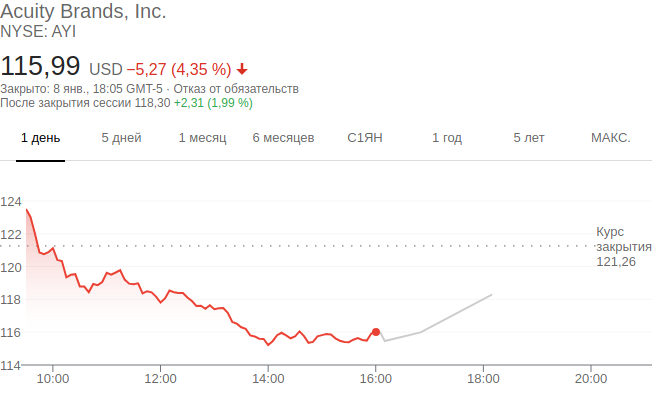 Acuity Brands, Inc.
NYSE: AYI
115,99 USD −5,27 (4,35 %)
Закрыто: 8 янв., 18:05 GMT-5 · Отказ от обязательств
После закрытия сессии 118,30 +2,31 (1,99 %)
1 день 5 дней 1 месяц 6 месяцев С1ЯН 1 год 5 лет МАКС.
124
122
120
118
116
114
Курс
закрытия
121,26
10:00 12:00 14:00 16:00 18:00 20:00